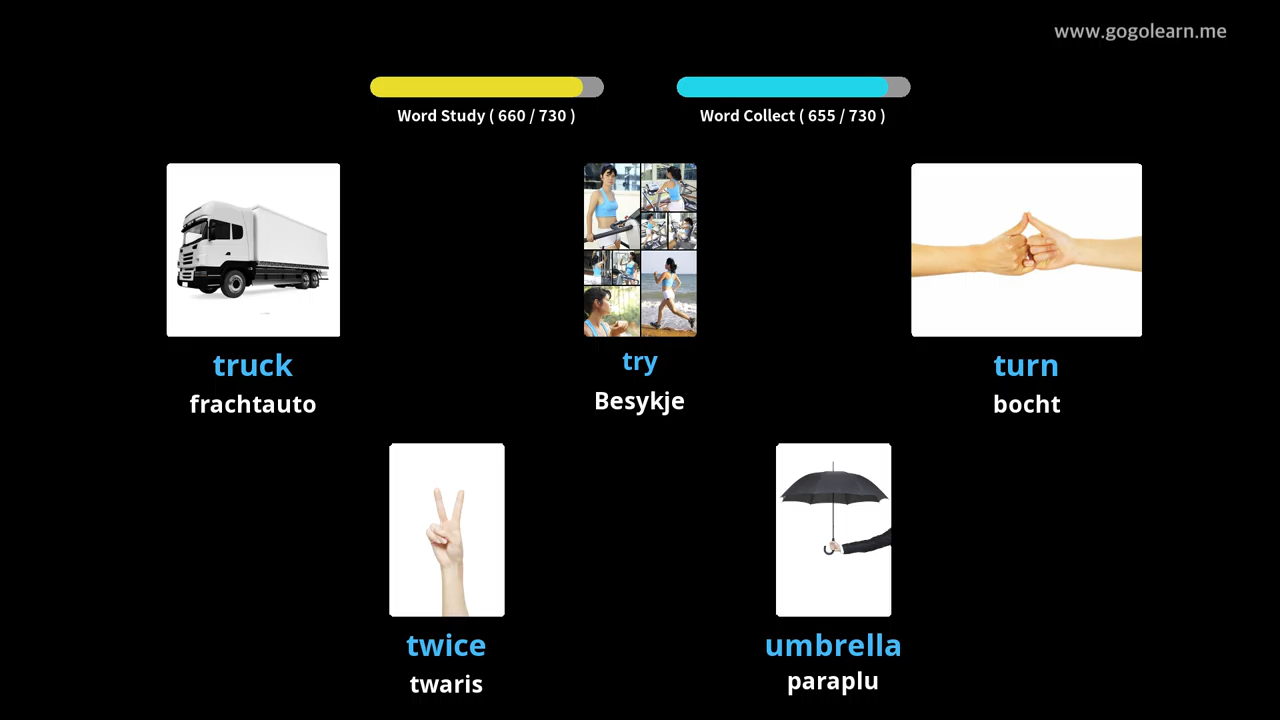 www.gogolearn.me
Word Study ( 660 / 730 )
Word Collect ( 655 / 730 )
truck
frachtauto
try
Besykje
turn
bocht
twice
twaris
umbrella
paraplu